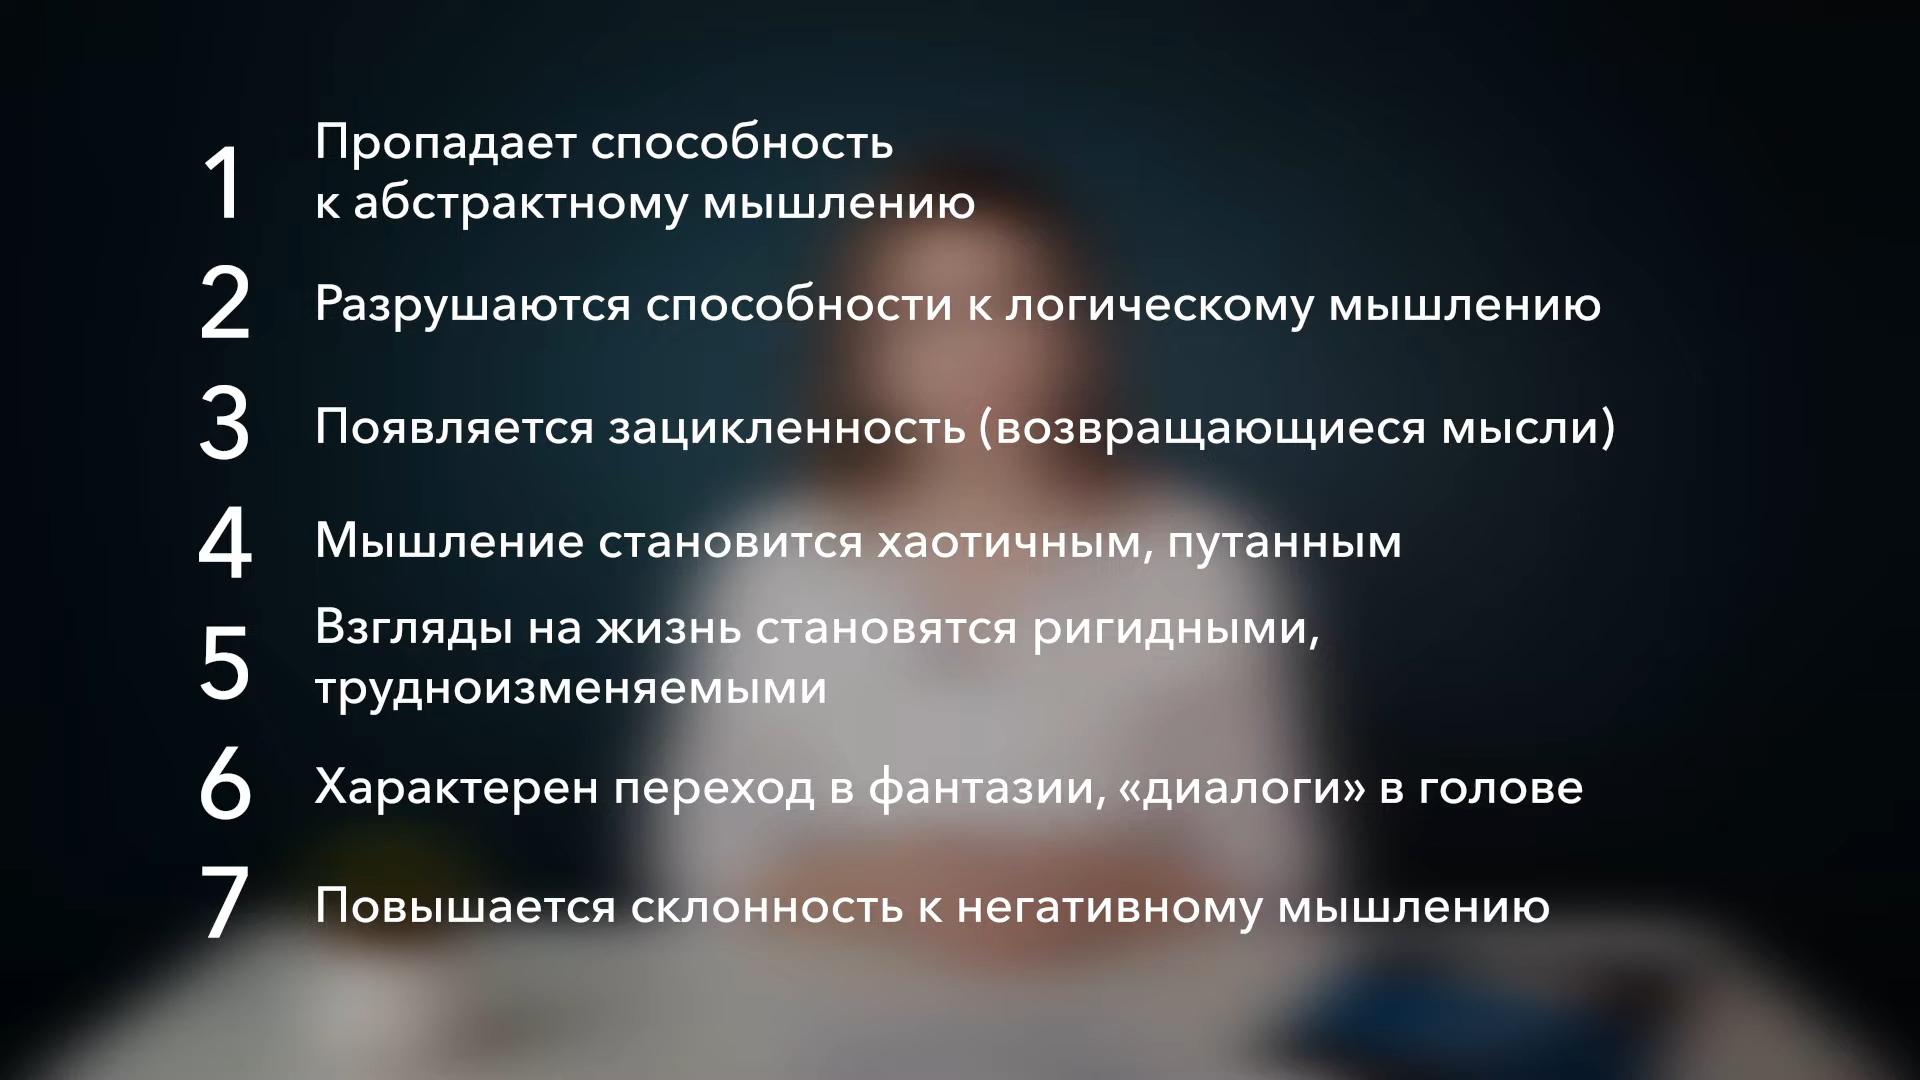 1 Пропадает способность
к абстрактному мышлению
2 Разрушаются способности к логическому мышлению
3 Появляется зацикленность (возвращающиеся мысли)
4 Мышление становится хаотичным, путанным
5 Взгляды на жизнь становятся ригидными,
трудноизменяемыми
6 Характерен переход в фантазии, «диалоги» в голове
7 Повышается склонность к негативному мышлению